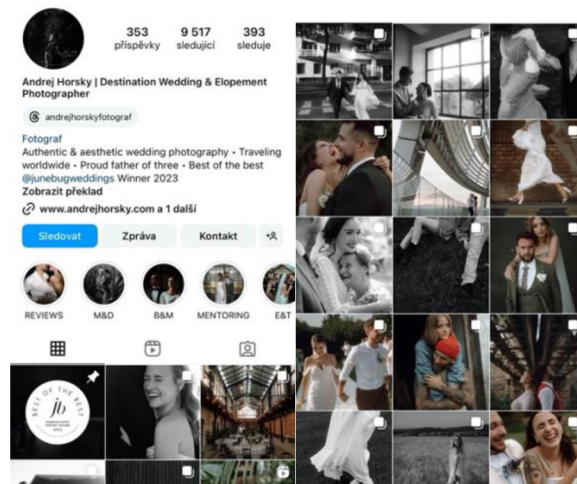 353
9 517
393
příspěvky
sledující
sleduje
Andrej Horsky | Destination Wedding & Elopement
Photographer
andrejhorskyfotograf
Fotograf
Authentic & aesthetic wedding photography • Traveling
worldwide • Proud father of three • Best of the best
@junebugweddings Winner 2023
Zobrazit překlad
www.andrejhorsky.com a 1 další
Sledovat
Zpráva
Kontakt
REVIEWS
M&D
B&M
MENTORING
E&T
BEST OF THE BEST
jb